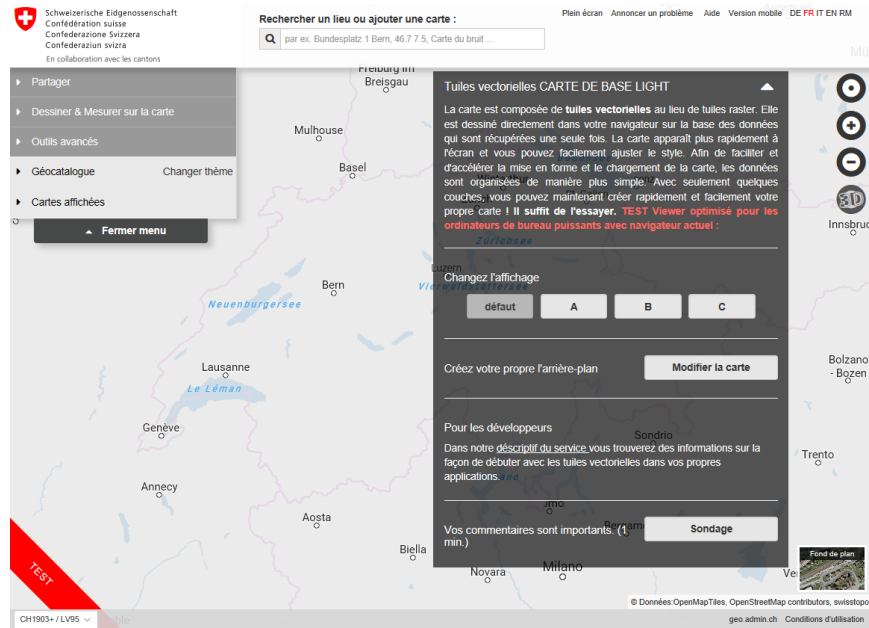 Schweizerische Eidgenossenschaft
Confédération suisse
Confederazione Svizzera
Confederaziun svizra
En collaboration avec les cantons
Rechercher un lieu ou ajouter une carte :
par ex. Bundesplatz 1 Bern, 46.7 7.5, Carte du bruit ...
Plein écran Annoncer un problème Aide Version mobile DE FR IT EN RM
Mü
Partager
Dessiner & Mesurer sur la carte
Outils avancés
Géocatalogue Changer thème
Cartes affichées
Fermer menu
Freiburg im
Breisgau
Mulhouse
Basel
Bern
Neuenburgersee
Lausanne
Le Léman
Genève
Annecy
Aosta
Biella
Novara
Milano
Luzern
Vierwaldstättersee
Zürichsee
Sondrio
Innsbruc
Bolzano
- Bozen
Trento
Tuiles vectorielles CARTE DE BASE LIGHT
La carte est composée de tuiles vectorielles au lieu de tuiles raster. Elle
est dessiné directement dans votre navigateur sur la base des données
qui sont récupérées une seule fois. La carte apparaît plus rapidement à
l'écran et vous pouvez facilement ajuster le style. Afin de faciliter et
d'accélérer la mise en forme et le chargement de la carte, les données
sont organisées de manière plus simple. Avec seulement quelques
couches, vous pouvez maintenant créer rapidement et facilement votre
propre carte ! Il suffit de l'essayer. TEST Viewer optimisé pour les
ordinateurs de bureau puissants avec navigateur actuel :
Changez l'affichage
défaut A B C
Créez votre propre l'arrière-plan Modifier la carte
Pour les développeurs
Dans notre déscriptif du service vous trouverez des informations sur la
façon de débuter avec les tuiles vectorielles dans vos propres
applications.
Vos commentaires sont importants. (1
min.)
Sondage
3D
Fond de plan
TEST
© Données:OpenMapTiles, OpenStreetMap contributors, swisstopo
CH1903+ / LV95
geo.admin.ch Conditions d'utilisation